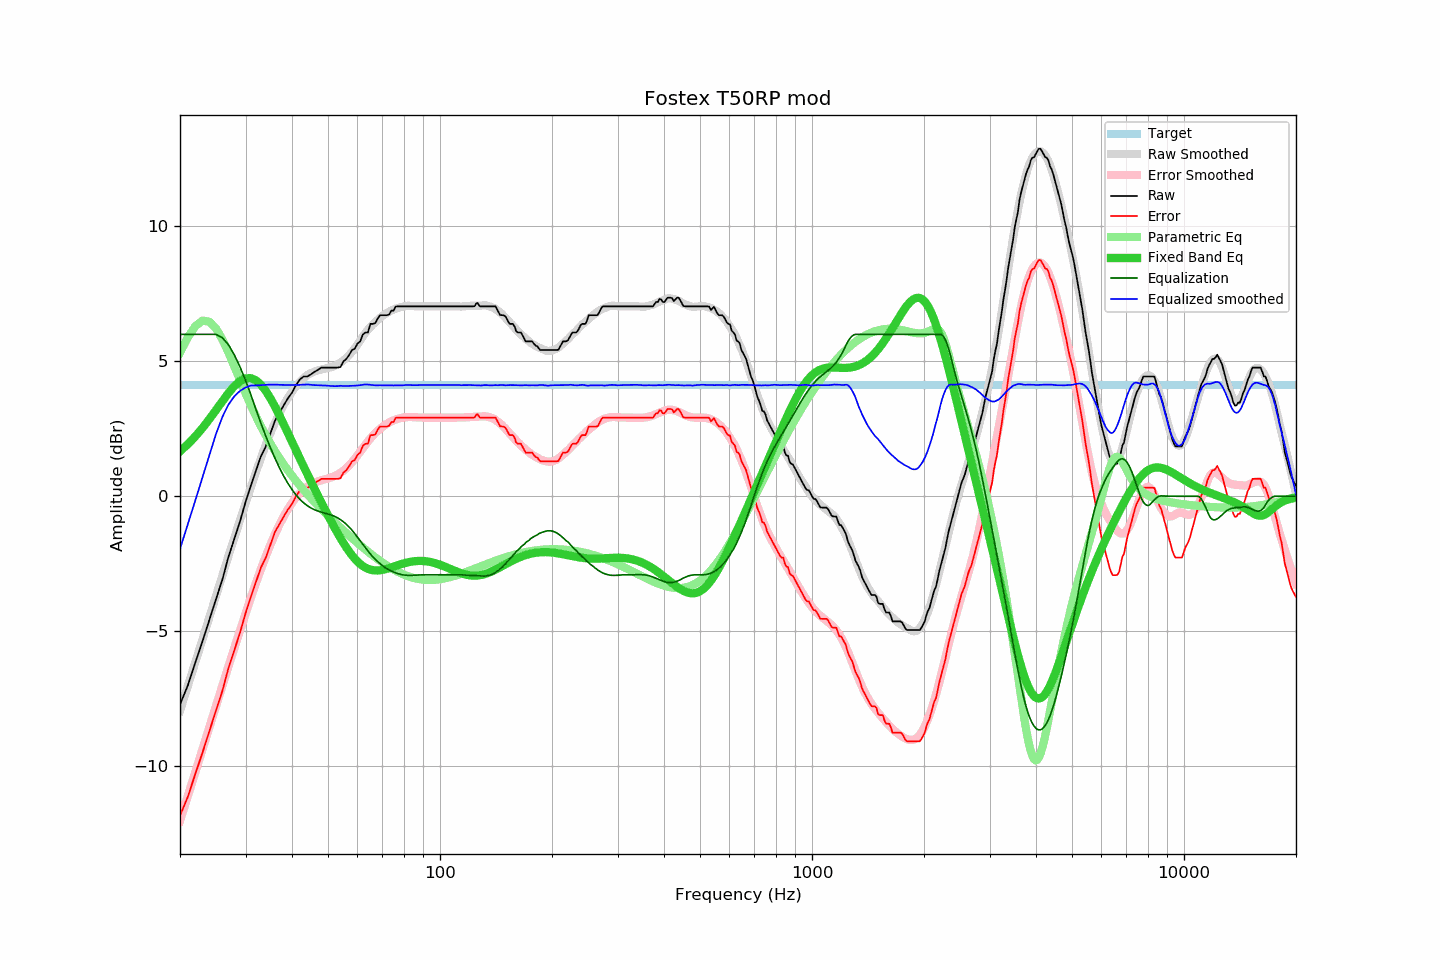 Fostex T50RP mod
Target
Raw Smoothed
Error Smoothed
Raw
Error
Parametric Eq
Fixed Band Eq
Equalization
Equalized smoothed
Amplitude (dBr)
10
5
0
−5
−10
100
1000
10000
Frequency (Hz)